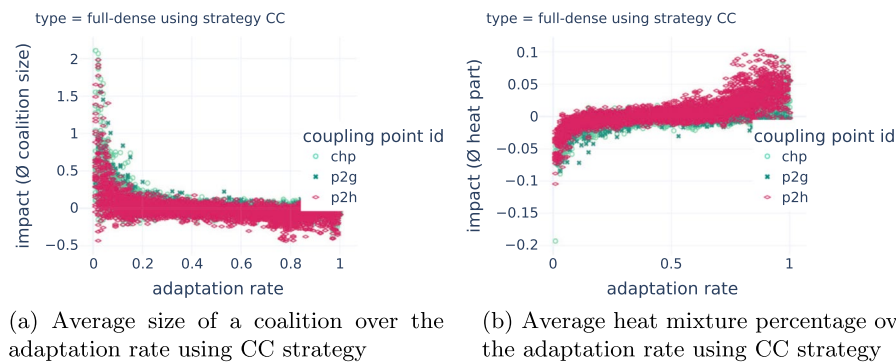 type = full-dense using strategy CC
impact (Ø coalition size)
2
1.5
1
0.5
0
−0.5
0
0.2
0.4
0.6
0.8
1
adaptation rate
coupling point id
chp
p2g
p2h
(a) Average size of a coalition over the
adaptation rate using CC strategy
type = full-dense using strategy CC
impact (Ø heat part)
0.1
0.05
0
−0.05
−0.1
−0.15
−0.2
0
0.5
1
adaptation rate
coupling point id
chp
p2g
p2h
(b) Average heat mixture percentage ov
the adaptation rate using CC strategy